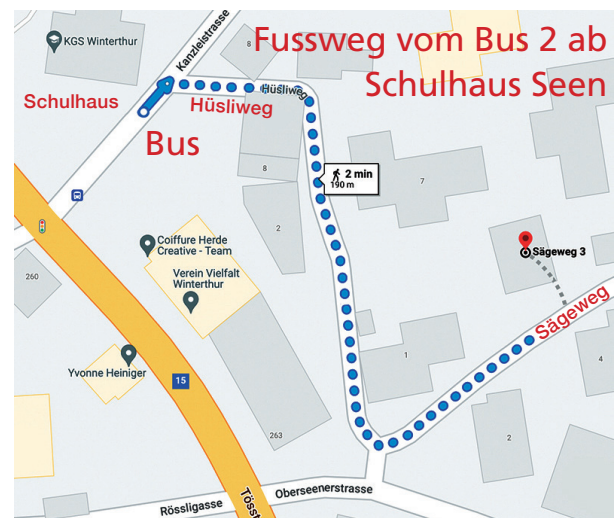 Fussweg vom Bus 2 ab
Schulhaus Seen
KGS Winterthur
Kanzleistrasse
8
Schulhaus
Hüsliweg
Hüsliweg
Bus
8
2 min
190 m
7
2
Coiffure Herde
Creative - Team
Sägeweg 3
Verein Vielfalt
Winterthur
260
Sägeweg
1
4
Yvonne Heiniger
15
263
2
Oberseenerstrasse
Rössligasse
Tösst